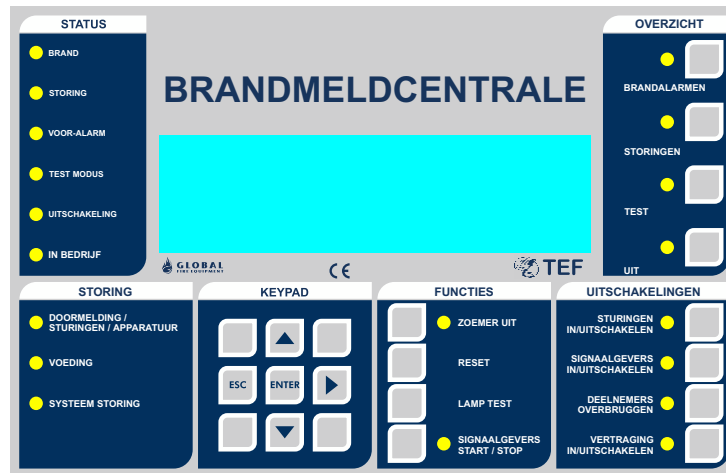 STATUS
BRAND
STORING
VOOR-ALARM
TEST MODUS
UITSCHAKELING
IN BEDRIJF
BRANDMELDCENTRALE
GLOBAL
FIRE EQUIPMENT
CE
TEF
OVERZICHT
BRANDALARMEN
STORINGEN
TEST
UIT
STORING
DOORMELDING /
STURINGEN / APPARATUUR
VOEDING
SYSTEEM STORING
KEYPAD
ESC
ENTER
FUNCTIES
ZOEMER UIT
RESET
LAMP TEST
SIGNAALGEVERS
START / STOP
UITSCHAKELINGEN
STURINGEN
IN/UITSCHAKELEN
SIGNAALGEVERS
IN/UITSCHAKELEN
DEELNEMERS
OVERBRUGGEN
VERTRAGING
IN/UITSCHAKELEN